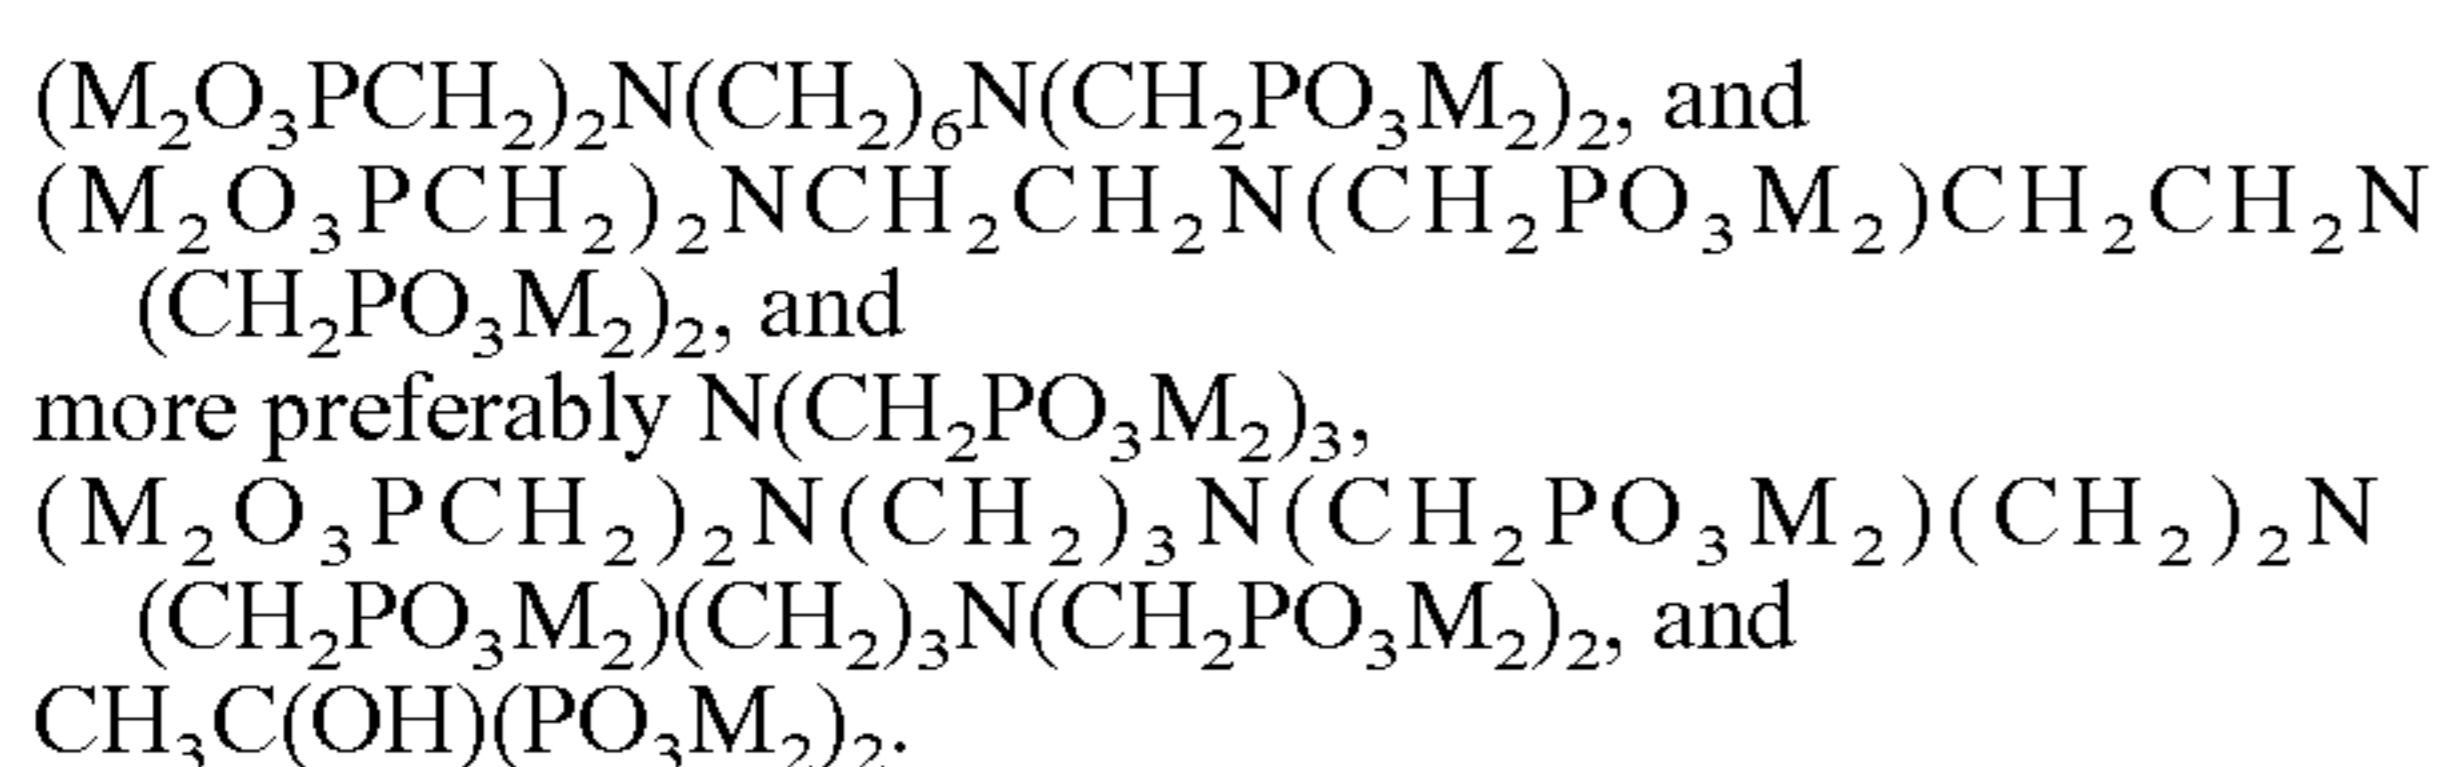 (M₂O₃PCH₂)₂N(CH₂)₆N(CH₂PO₃M₂)₂, and
(M₂O₃PCH₂)₂NCH₂CH₂N(CH₂PO₃M₂)CH₂CH₂N
(CH₂PO₃M₂)₂, and
more preferably N(CH₂PO₃M₂)₃,
(M₂O₃PCH₂)₂N(CH₂)₃N(CH₂PO₃M₂)(CH₂)₂N
(CH₂PO₃M₂)(CH₂)₃N(CH₂PO₃M₂)₂, and
CH₃C(OH)(PO₃M₂)₂.